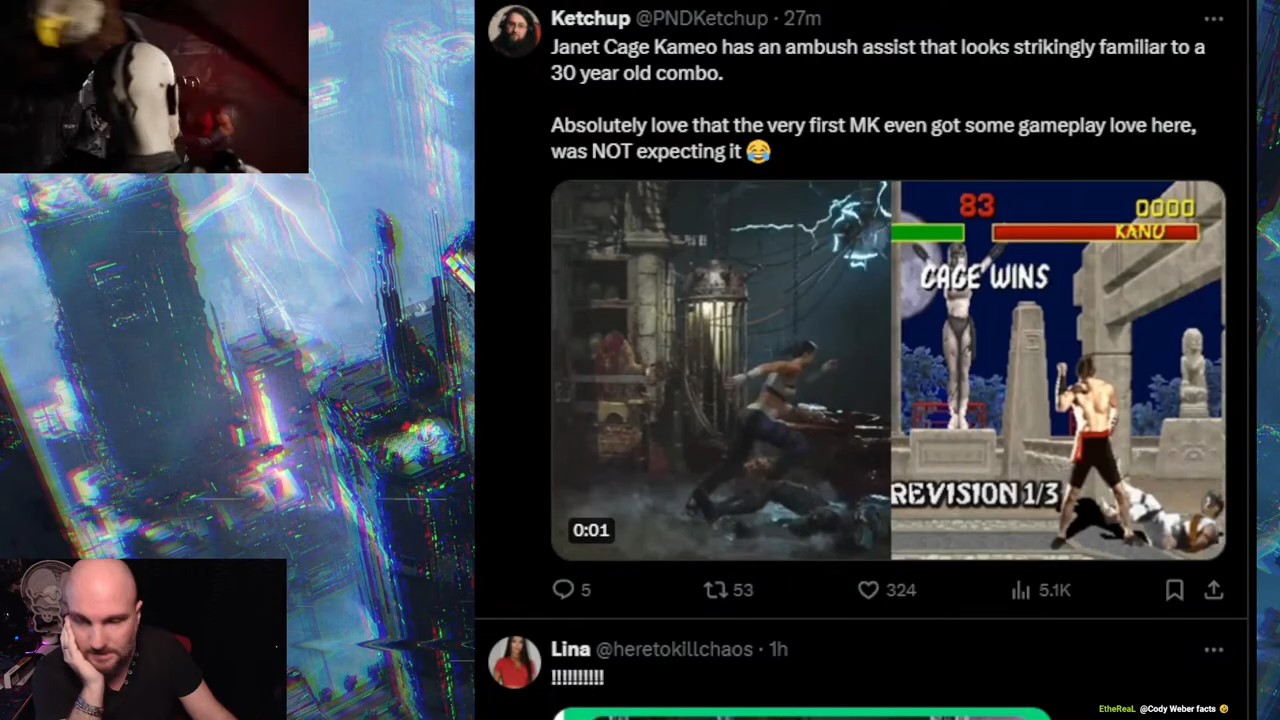 Ketchup @PNDKetchup · 27m
Janet Cage Kameo has an ambush assist that looks strikingly familiar to a
30 year old combo.
Absolutely love that the very first MK even got some gameplay love here,
was NOT expecting it 😂
83
0000
KANO
CAGE WINS
REVISION 1/3
0:01
5
53
324
5.1K
Lina @heretokillchaos · 1h
!!!!!!!!!!
EtheReaL @Cody Weber facts 🤣